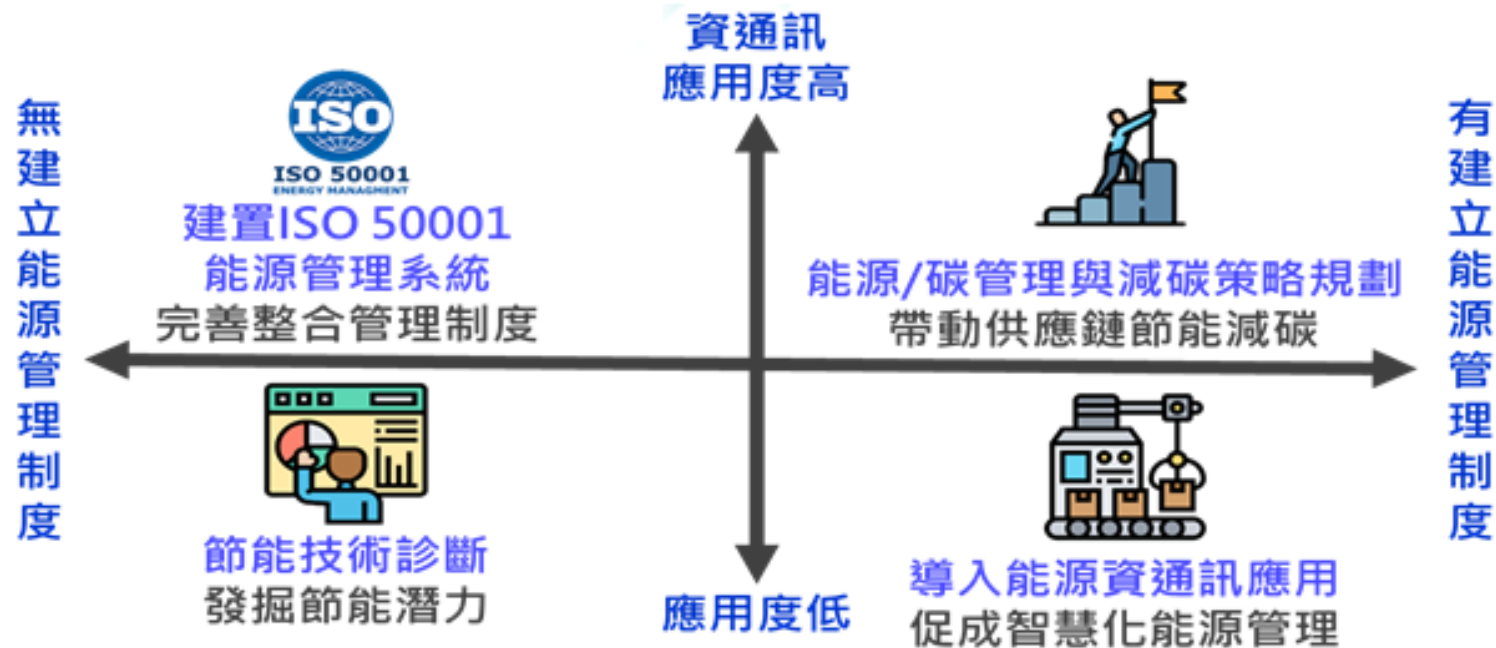 資通訊
應用度高
無建立能源管理制度
ISO
ISO 50001
ENERGY MANAGMENT
建置ISO 50001
能源管理系統
完善整合管理制度
能源/碳管理與減碳策略規劃
帶動供應鏈節能減碳
有建立能源管理制度
節能技術診斷
發掘節能潛力
應用度低
導入能源資通訊應用
促成智慧化能源管理